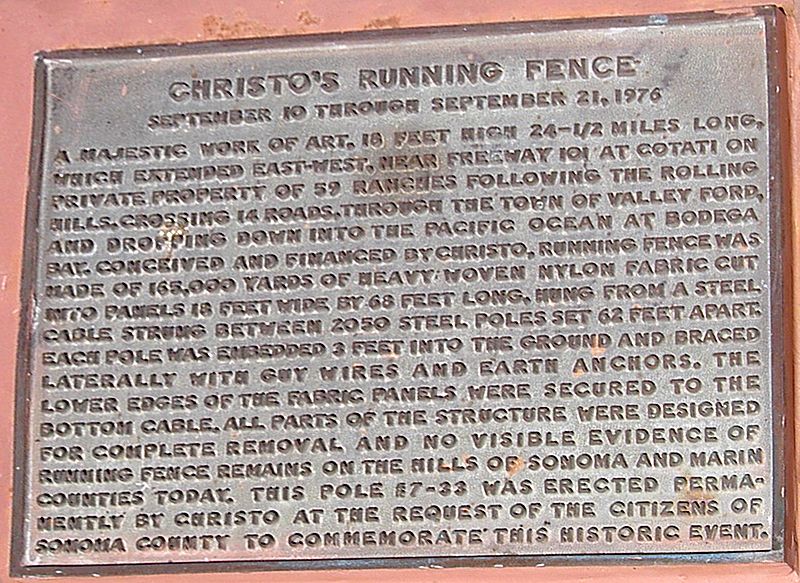 CHRISTO'S RUNNING FENCE
SEPTEMBER 10 THROUGH SEPTEMBER 21, 1976
A MAJESTIC WORK OF ART. 18 FEET HIGH 24-1/2 MILES LONG,
WHICH EXTENDED EAST-WEST, NEAR FREEWAY 101 AT COTATI ON
PRIVATE PROPERTY OF 59 RANCHES FOLLOWING THE ROLLING
HILLS, CROSSING 14 ROADS, THROUGH THE TOWN OF VALLEY FORD,
AND DROPPING DOWN INTO THE PACIFIC OCEAN AT BODEGA
BAY. CONCEIVED AND FINANCED BY CHRISTO, RUNNING FENCE WAS
MADE OF 165,000 YARDS OF HEAVY WOVEN NYLON FABRIC CUT
INTO PANELS 18 FEET WIDE BY 68 FEET LONG, HUNG FROM A STEEL
CABLE STRUNG BETWEEN 2050 STEEL POLES SET 62 FEET APART.
EACH POLE WAS EMBEDDED 3 FEET INTO THE GROUND AND BRACED
LATERALLY WITH GUY WIRES AND EARTH ANCHORS. THE
LOWER EDGES OF THE FABRIC PANELS WERE SECURED TO THE
BOTTOM CABLE. ALL PARTS OF THE STRUCTURE WERE DESIGNED
FOR COMPLETE REMOVAL AND NO VISIBLE EVIDENCE OF
RUNNING FENCE REMAINS ON THE HILLS OF SONOMA AND MARIN
COUNTIES TODAY. THIS POLE #7-33 WAS ERECTED PERMA-
NENTLY BY CHRISTO AT THE REQUEST OF THE CITIZENS OF
SONOMA COUNTY TO COMMEMORATE THIS HISTORIC EVENT.